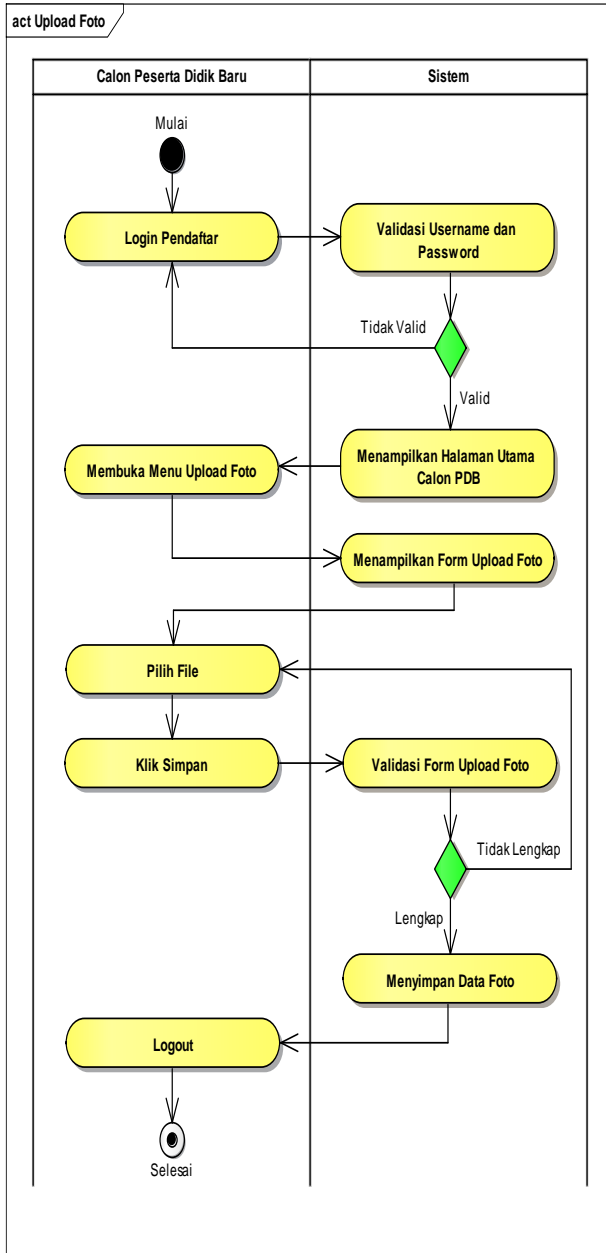 act Upload Foto
Calon Peserta Didik Baru
Sistem
Mulai
Login Pendaftar
Validasi Username dan
Password
Tidak Valid
Valid
Menampilkan Halaman Utama
Calon PDB
Membuka Menu Upload Foto
Menampilkan Form Upload Foto
Pilih File
Klik Simpan
Validasi Form Upload Foto
Tidak Lengkap
Lengkap
Menyimpan Data Foto
Logout
Selesai